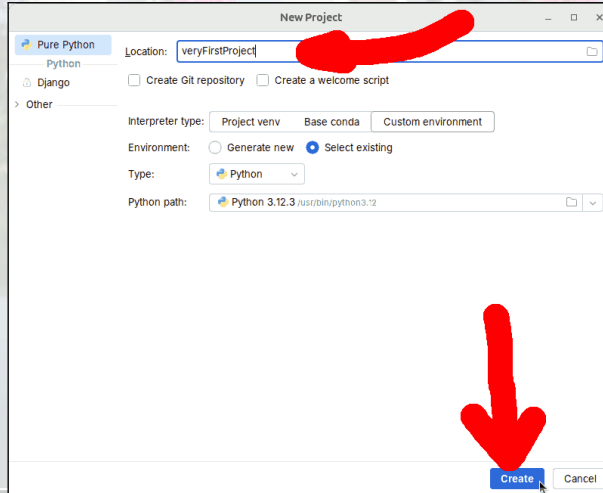 New Project
Pure Python
Python
Django
Other
Location: veryFirstProject
Create Git repository Create a welcome script
Interpreter type: Project venv Base conda Custom environment
Environment: Generate new Select existing
Type: Python
Python path: Python 3.12.3 /usr/bin/python3.12
Create Cancel